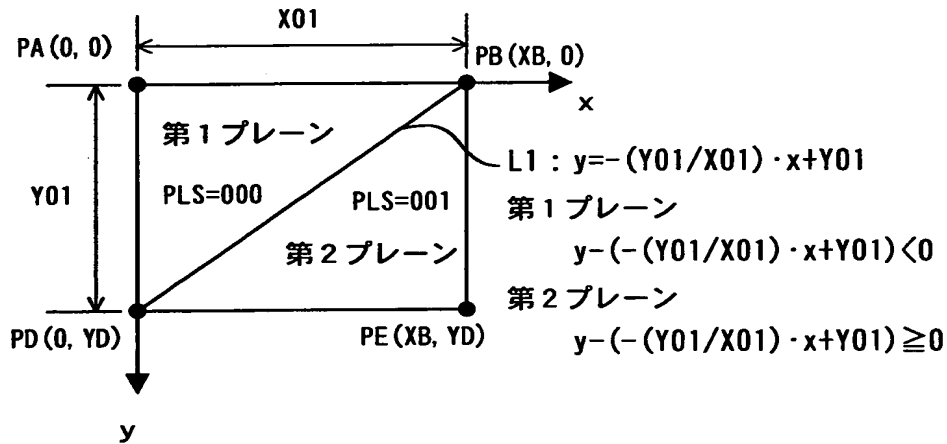 X01
PA(0, 0)
PB(XB, 0)
x
第1プレーン
L1 : y=-(Y01/X01)・x+Y01
Y01
PLS=000
PLS=001
第1プレーン
y-(-(Y01/X01)・x+Y01)<0
第2プレーン
第2プレーン
PD(0, YD)
PE(XB, YD)
y-(-(Y01/X01)・x+Y01)≧0
y